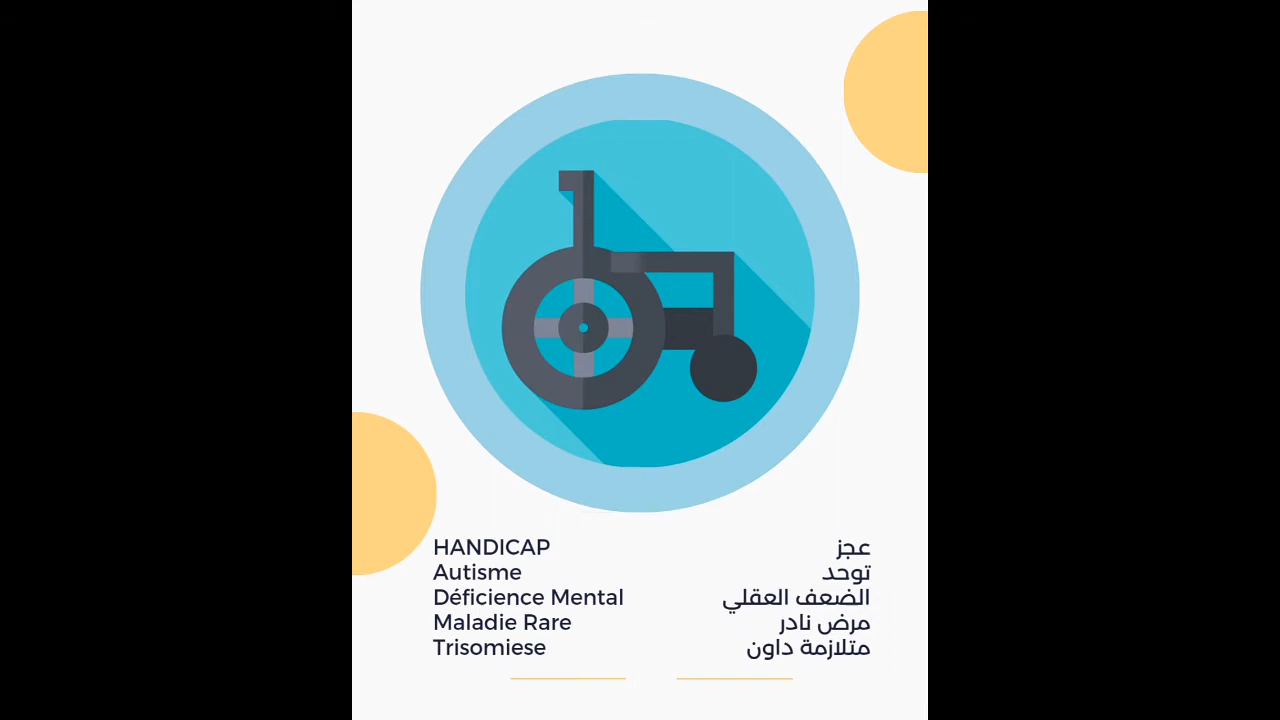 HANDICAP
Autisme
Déficience Mental
Maladie Rare
Trisomiese
عجز
توحد
الضعف العقلي
مرض نادر
متلازمة داون